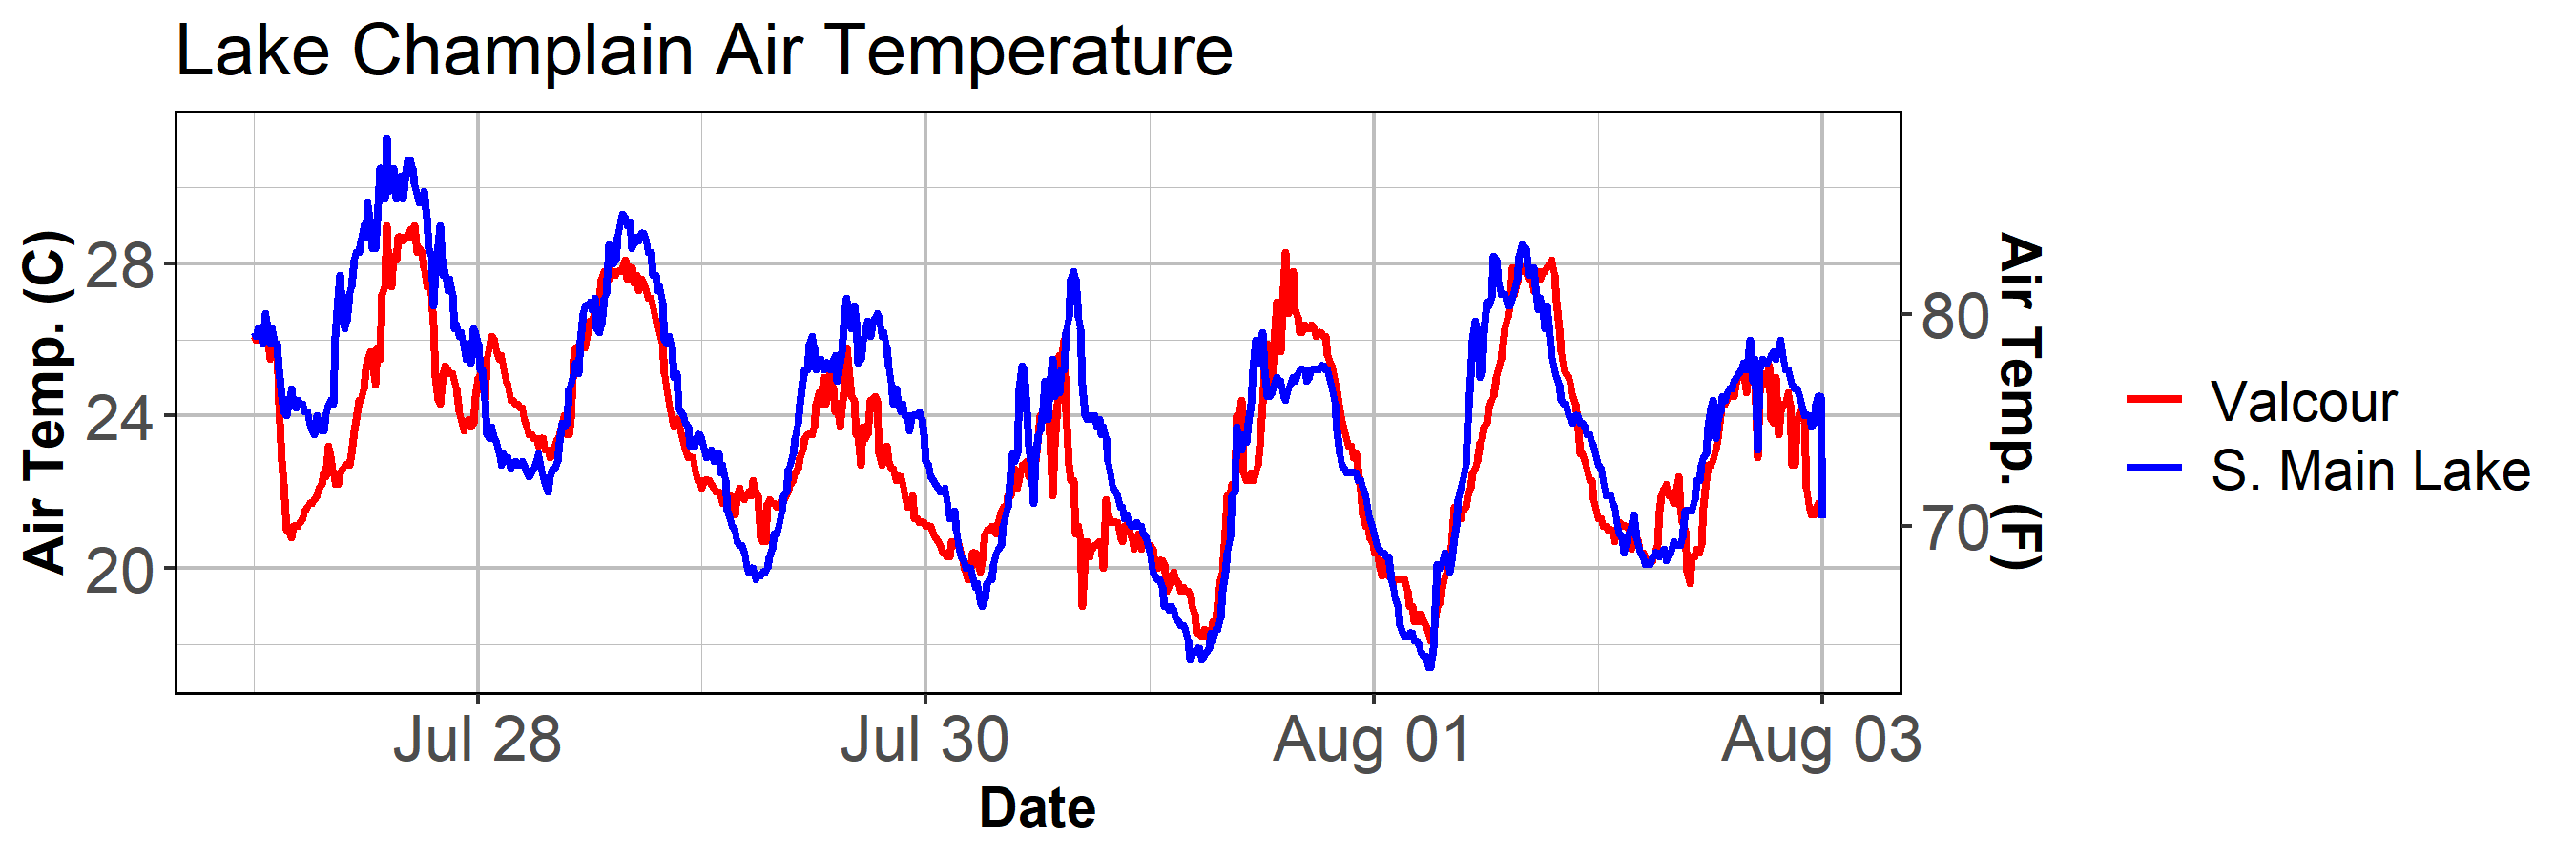 Lake Champlain Air Temperature
Air Temp. (C)
28
24
20
Air Temp. (F)
80
70
Valcour
S. Main Lake
Jul 28
Jul 30
Aug 01
Aug 03
Date